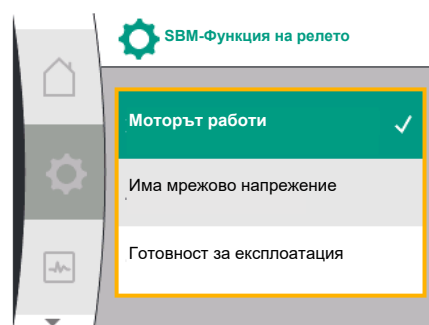 SBM-Функция на релето
Моторът работи
Има мрежово напрежение
Готовност за експлоатация